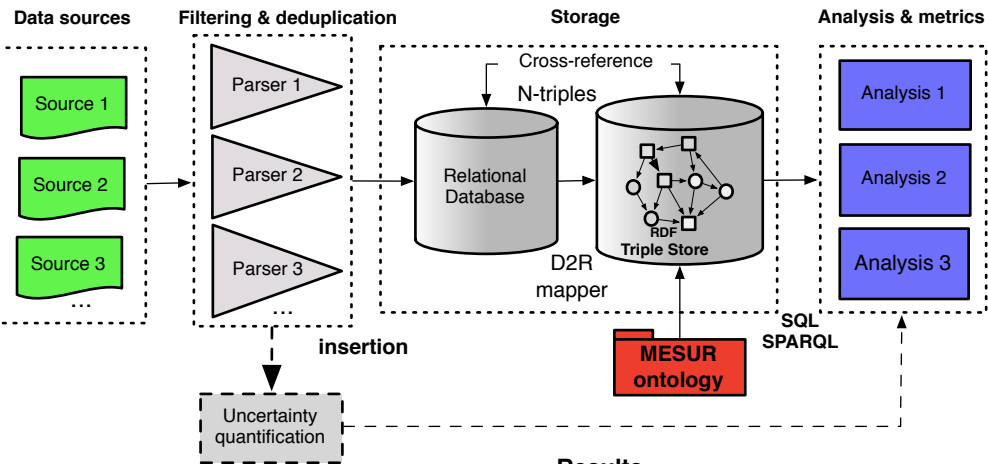 Data sources
Filtering & deduplication
Storage
Analysis & metrics
Source 1
Source 2
Source 3
...
Parser 1
Parser 2
Parser 3
...
Cross-reference
N-triples
Relational
Database
RDF
Triple Store
D2R
mapper
Analysis 1
Analysis 2
Analysis 3
SQL
SPARQL
MESUR
ontology
insertion
Uncertainty
quantification